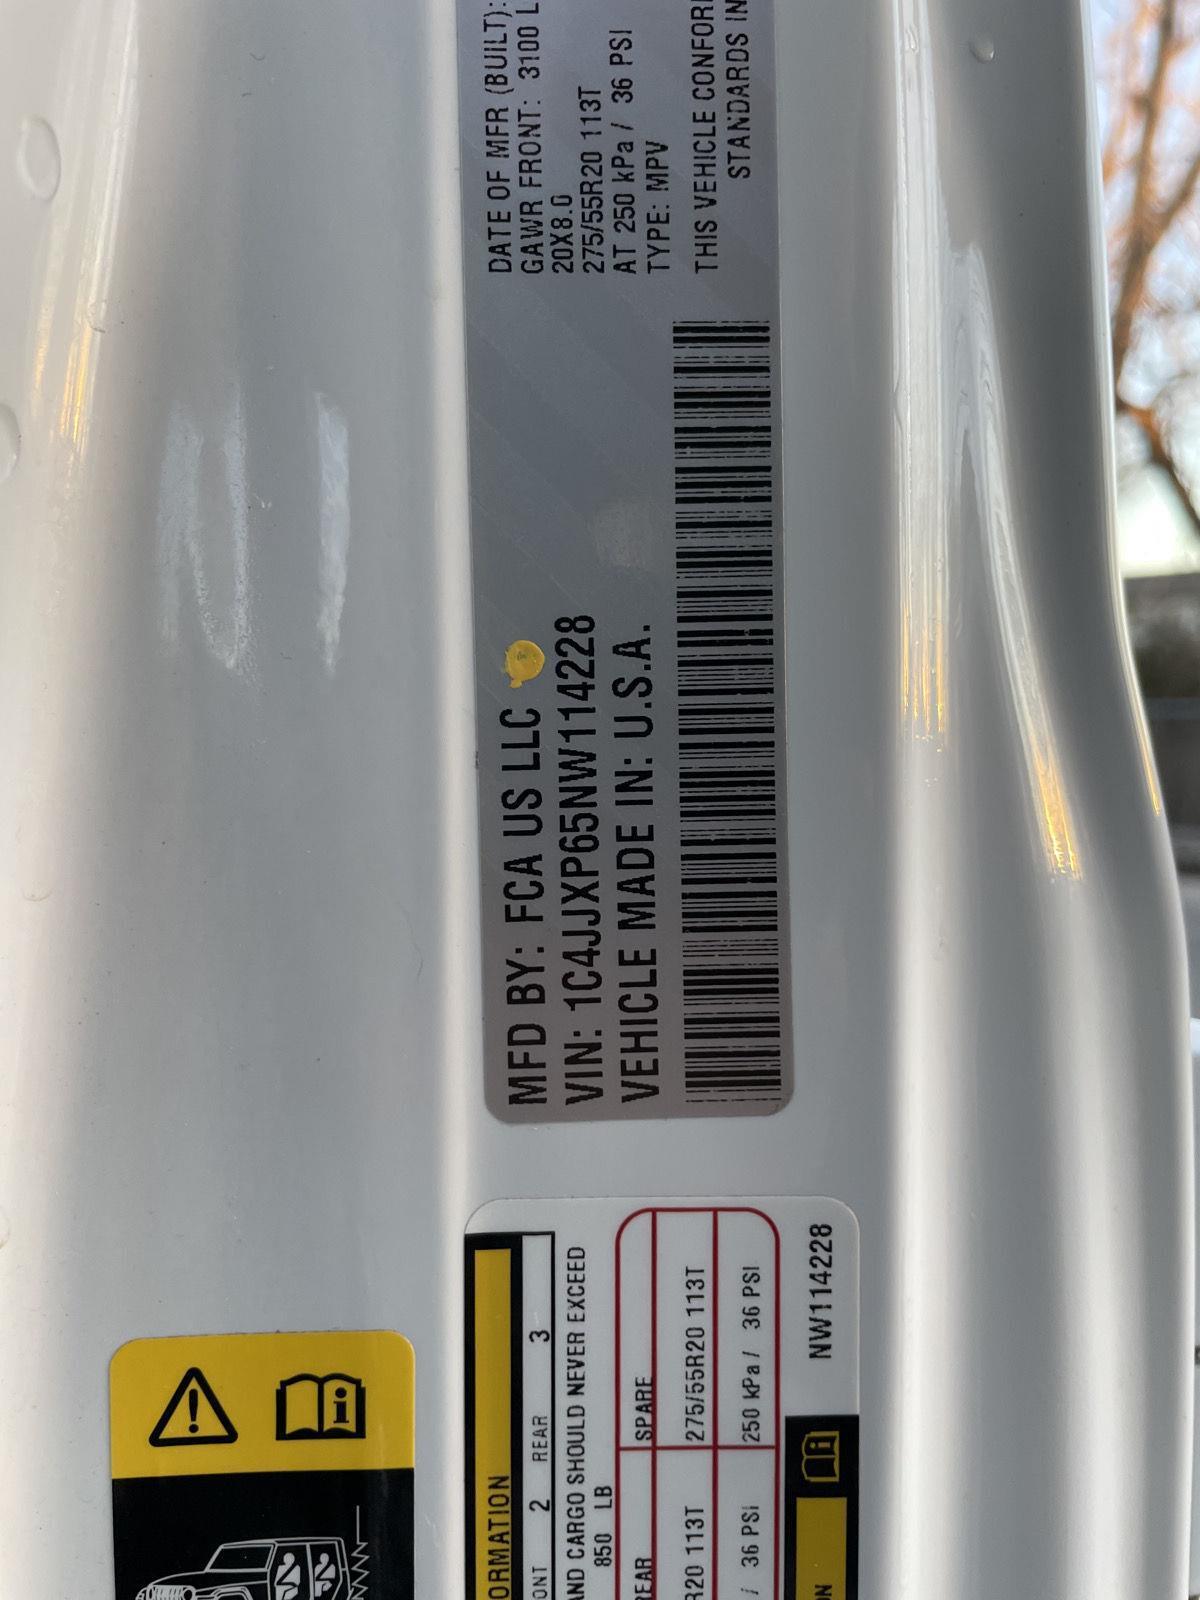 MFD BY: FCA US LLC
VIN: 1C4JJXP65NW114228
VEHICLE MADE IN: U.S.A.
DATE OF MFR (BUILT):
GAWR FRONT: 3100 L
20X8.0
275/55R20 113T
AT 250 kPa / 36 PSI
TYPE: MPV
THIS VEHICLE CONFOR
STANDARDS IN
ORMATION
ONT 2 REAR 3
AND CARGO SHOULD NEVER EXCEED
850 LB
REAR SPARE
R20 113T 275/55R20 113T
/ 36 PSI 250 kPa / 36 PSI
ON NW114228